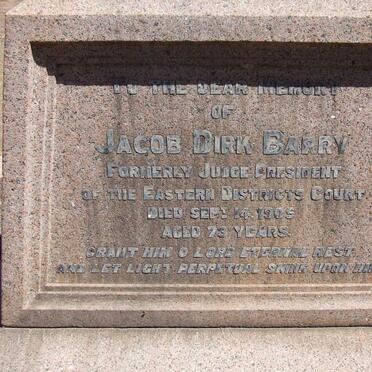 TO THE DEAR MEMORY
OF
JACOB DIRK BARRY
FORMERLY JUDGE PRESIDENT
OF THE EASTERN DISTRICTS COURT
DIED SEPT 14. 1905
AGED 73 YEARS.
GRANT HIM O LORD ETERNAL REST
AND LET LIGHT PERPETUAL SHINE UPON HIM